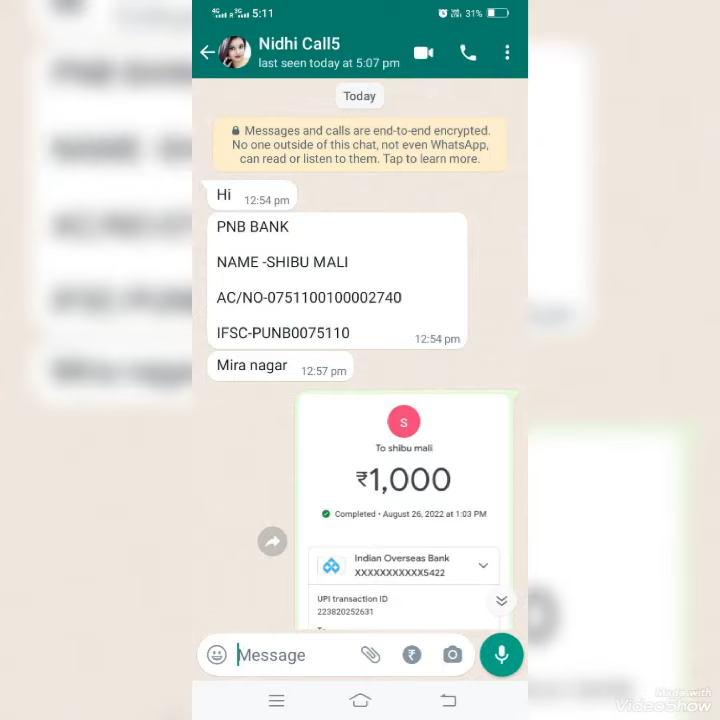 4G R 3G 5:11 31%
Nidhi Call5
last seen today at 5:07 pm
Today
Messages and calls are end-to-end encrypted.
No one outside of this chat, not even WhatsApp,
can read or listen to them. Tap to learn more.
Hi 12:54 pm
PNB BANK
NAME -SHIBU MALI
AC/NO-0751100100002740
IFSC-PUNB0075110
12:54 pm
Mira nagar 12:57 pm
S
To shibu mali
₹1,000
Completed • August 26, 2022 at 1:03 PM
Indian Overseas Bank
XXXXXXXXXXX5422
UPI transaction ID
223820252631
Message
Made with
VideoShow